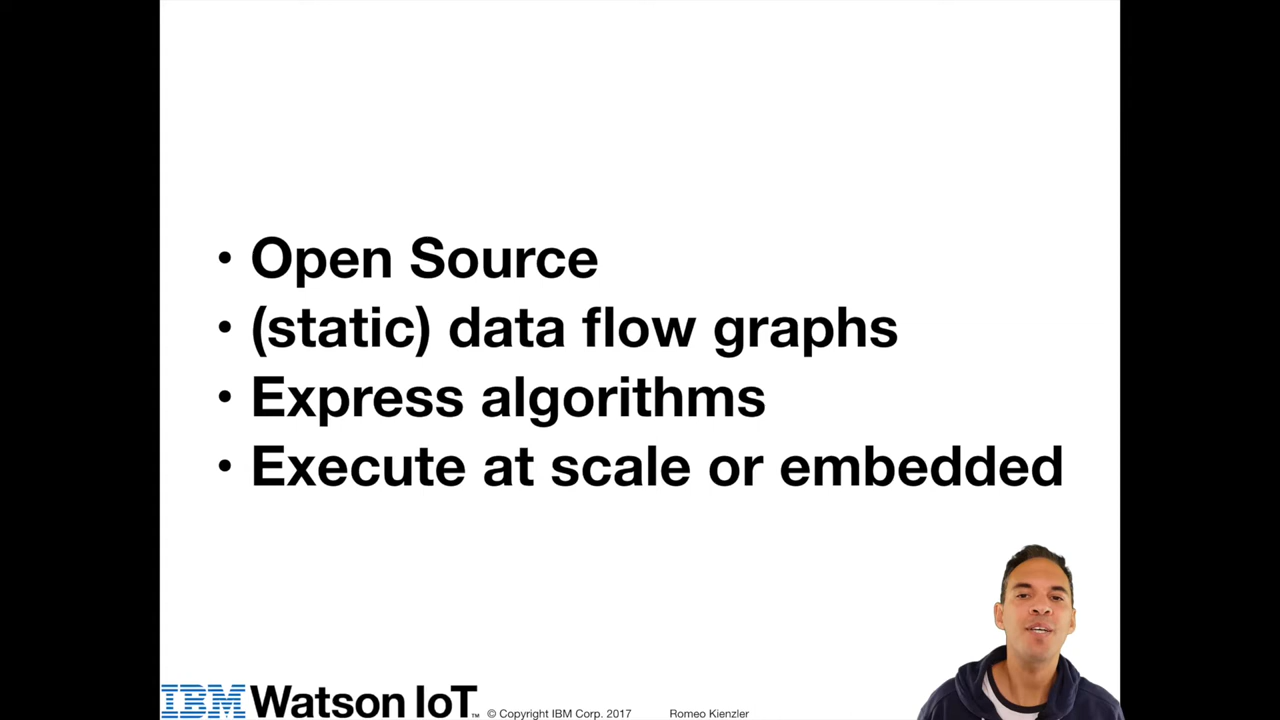 • Open Source
• (static) data flow graphs
• Express algorithms
• Execute at scale or embedded
IBM Watson IoT™ © Copyright IBM Corp. 2017 Romeo Kienzler